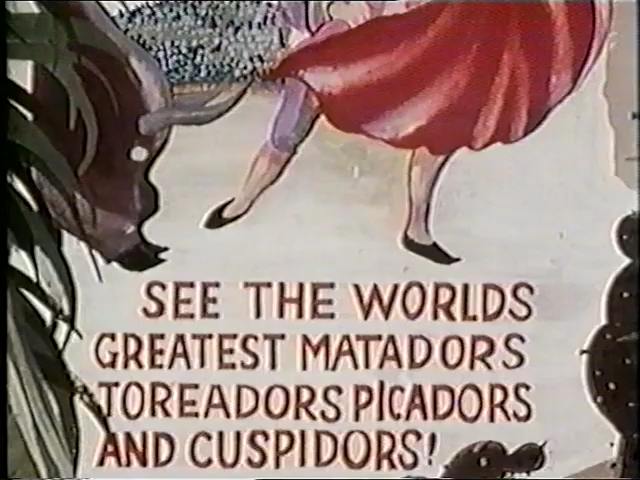 SEE THE WORLDS
GREATEST MATADORS
TOREADORS PICADORS
AND CUSPIDORS!